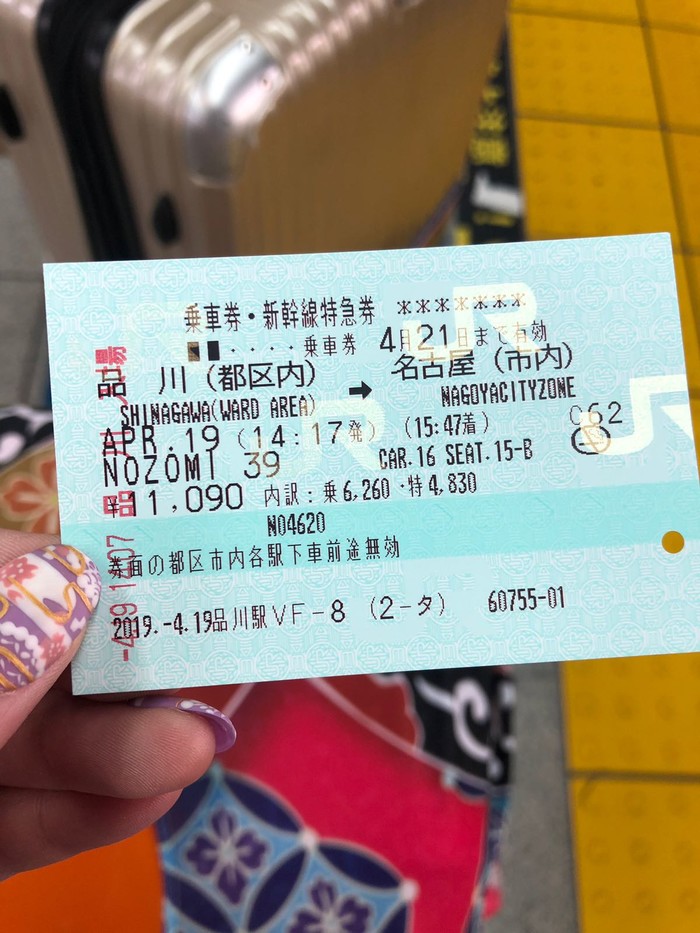 乗車券・新幹線特急券 ********
・・・・乗車券 4月21日まで有効
品 川（都区内） ➡ 名古屋（市内）
SHINAGAWA(WARD AREA) NAGOYACITYZONE
APR.19（14:17発）（15:47着） C62
NOZOMI 39 CAR.16 SEAT.15-B
¥11,090 内訳：乗6,260・特4,830
NO4620
券面の都区市内各駅下車前途無効
2019.-4.19品川駅VF-8（2-タ） 60755-01